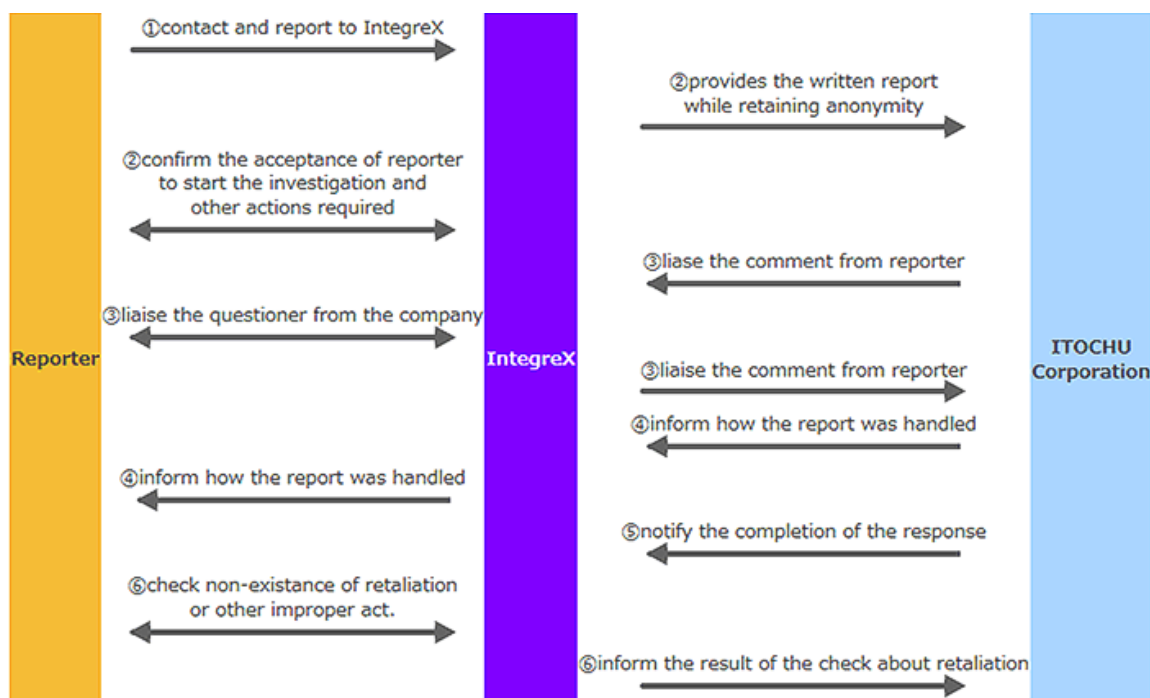 ①contact and report to IntegreX
②provides the written report
while retaining anonymity
②confirm the acceptance of reporter
to start the investigation and
other actions required
③liase the comment from reporter
③liaise the questioner from the company
Reporter
IntegreX
ITOCHU
Corporation
③liaise the comment from reporter
④inform how the report was handled
④inform how the report was handled
⑤notify the completion of the response
⑥check non-existance of retaliation
or other improper act.
⑥inform the result of the check about retaliation